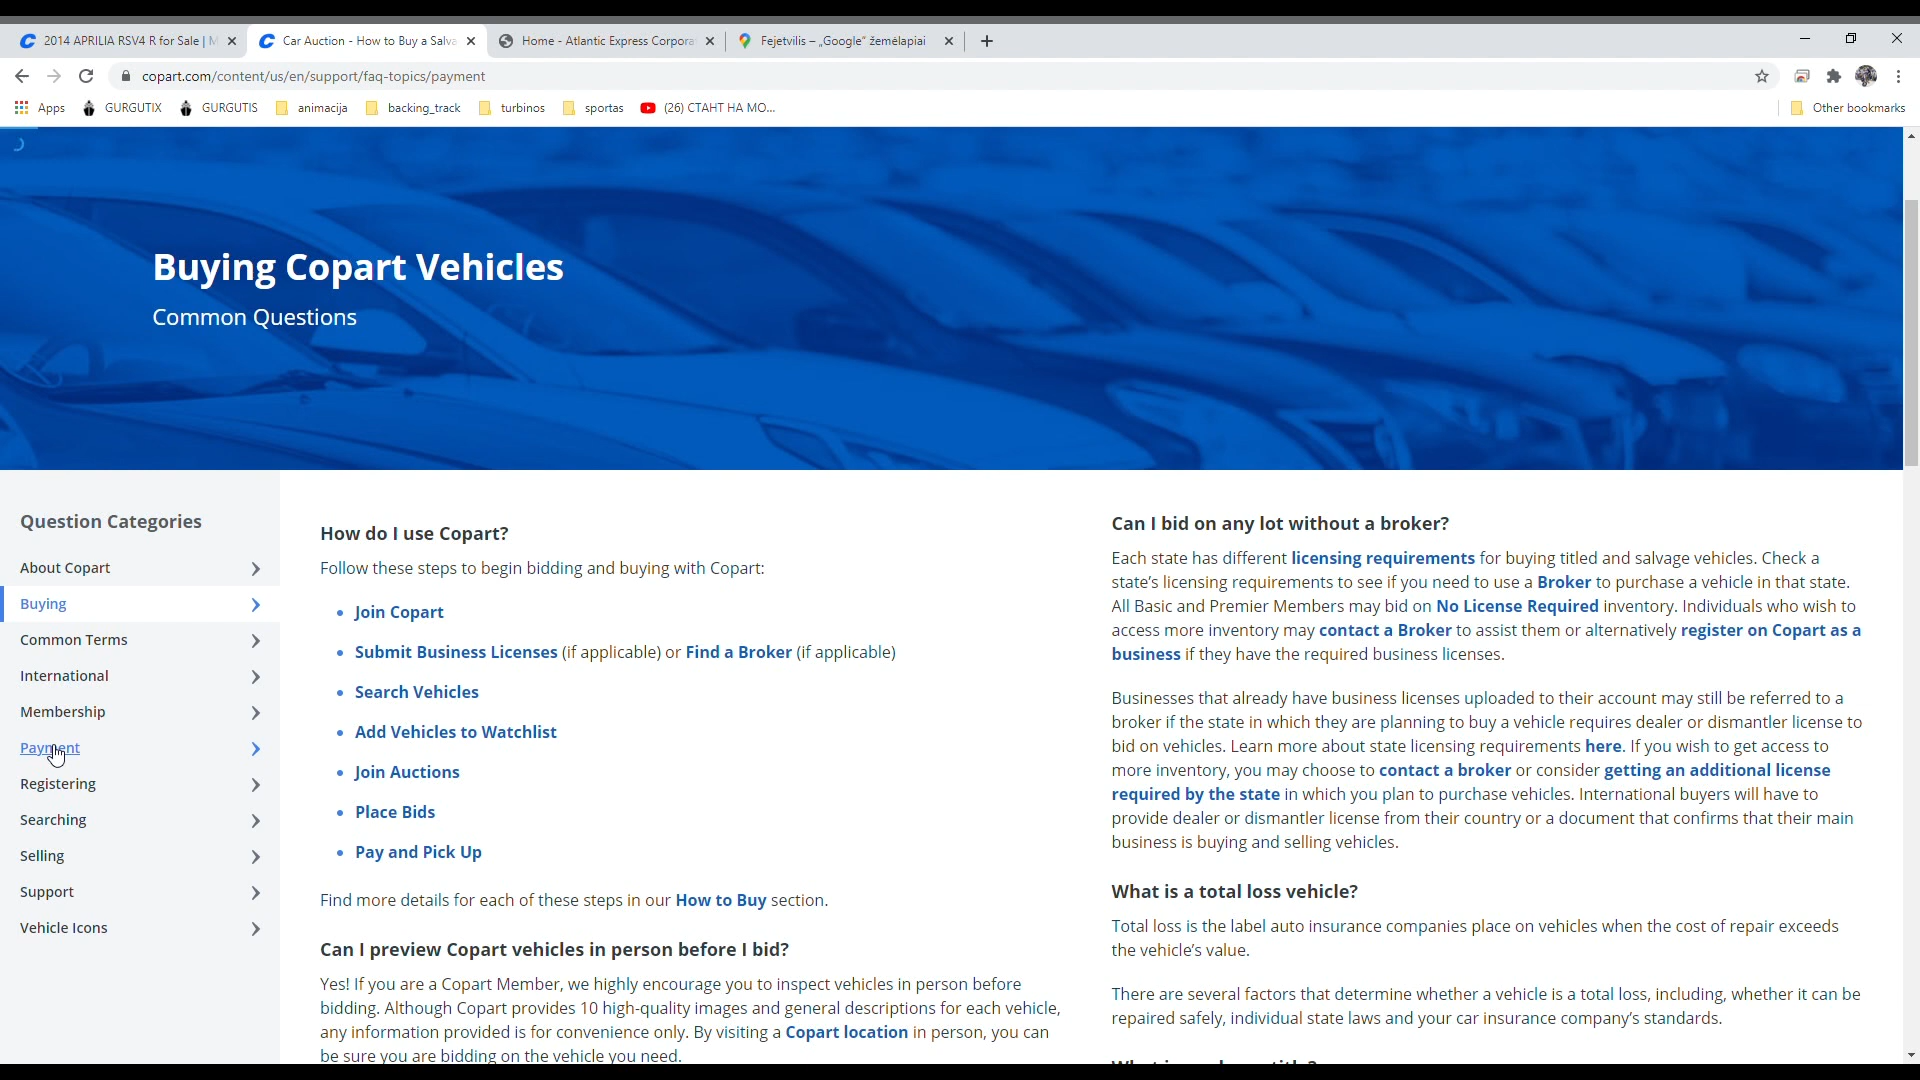 2014 APRILIA RSV4 R for Sale | M
Car Auction - How to Buy a Salva
Home - Atlantic Express Corporat
Fejetvilis – „Google“ žemėlapiai
copart.com/content/us/en/support/faq-topics/payment
Apps
GURGUTIX
GURGUTIS
animacija
backing_track
turbinos
sportas
(26) СТАНТ НА МО...
Other bookmarks
Buying Copart Vehicles
Common Questions
Question Categories
About Copart
Buying
Common Terms
International
Membership
Payment
Registering
Searching
Selling
Support
Vehicle Icons
How do I use Copart?
Follow these steps to begin bidding and buying with Copart:
Join Copart
Submit Business Licenses (if applicable) or Find a Broker (if applicable)
Search Vehicles
Add Vehicles to Watchlist
Join Auctions
Place Bids
Pay and Pick Up
Find more details for each of these steps in our How to Buy section.
Can I preview Copart vehicles in person before I bid?
Yes! If you are a Copart Member, we highly encourage you to inspect vehicles in person before
bidding. Although Copart provides 10 high-quality images and general descriptions for each vehicle,
any information provided is for convenience only. By visiting a Copart location in person, you can
be sure you are bidding on the vehicle you need.
Can I bid on any lot without a broker?
Each state has different licensing requirements for buying titled and salvage vehicles. Check a
state's licensing requirements to see if you need to use a Broker to purchase a vehicle in that state.
All Basic and Premier Members may bid on No License Required inventory. Individuals who wish to
access more inventory may contact a Broker to assist them or alternatively register on Copart as a
business if they have the required business licenses.
Businesses that already have business licenses uploaded to their account may still be referred to a
broker if the state in which they are planning to buy a vehicle requires dealer or dismantler license to
bid on vehicles. Learn more about state licensing requirements here. If you wish to get access to
more inventory, you may choose to contact a broker or consider getting an additional license
required by the state in which you plan to purchase vehicles. International buyers will have to
provide dealer or dismantler license from their country or a document that confirms that their main
business is buying and selling vehicles.
What is a total loss vehicle?
Total loss is the label auto insurance companies place on vehicles when the cost of repair exceeds
the vehicle's value.
There are several factors that determine whether a vehicle is a total loss, including, whether it can be
repaired safely, individual state laws and your car insurance company's standards.